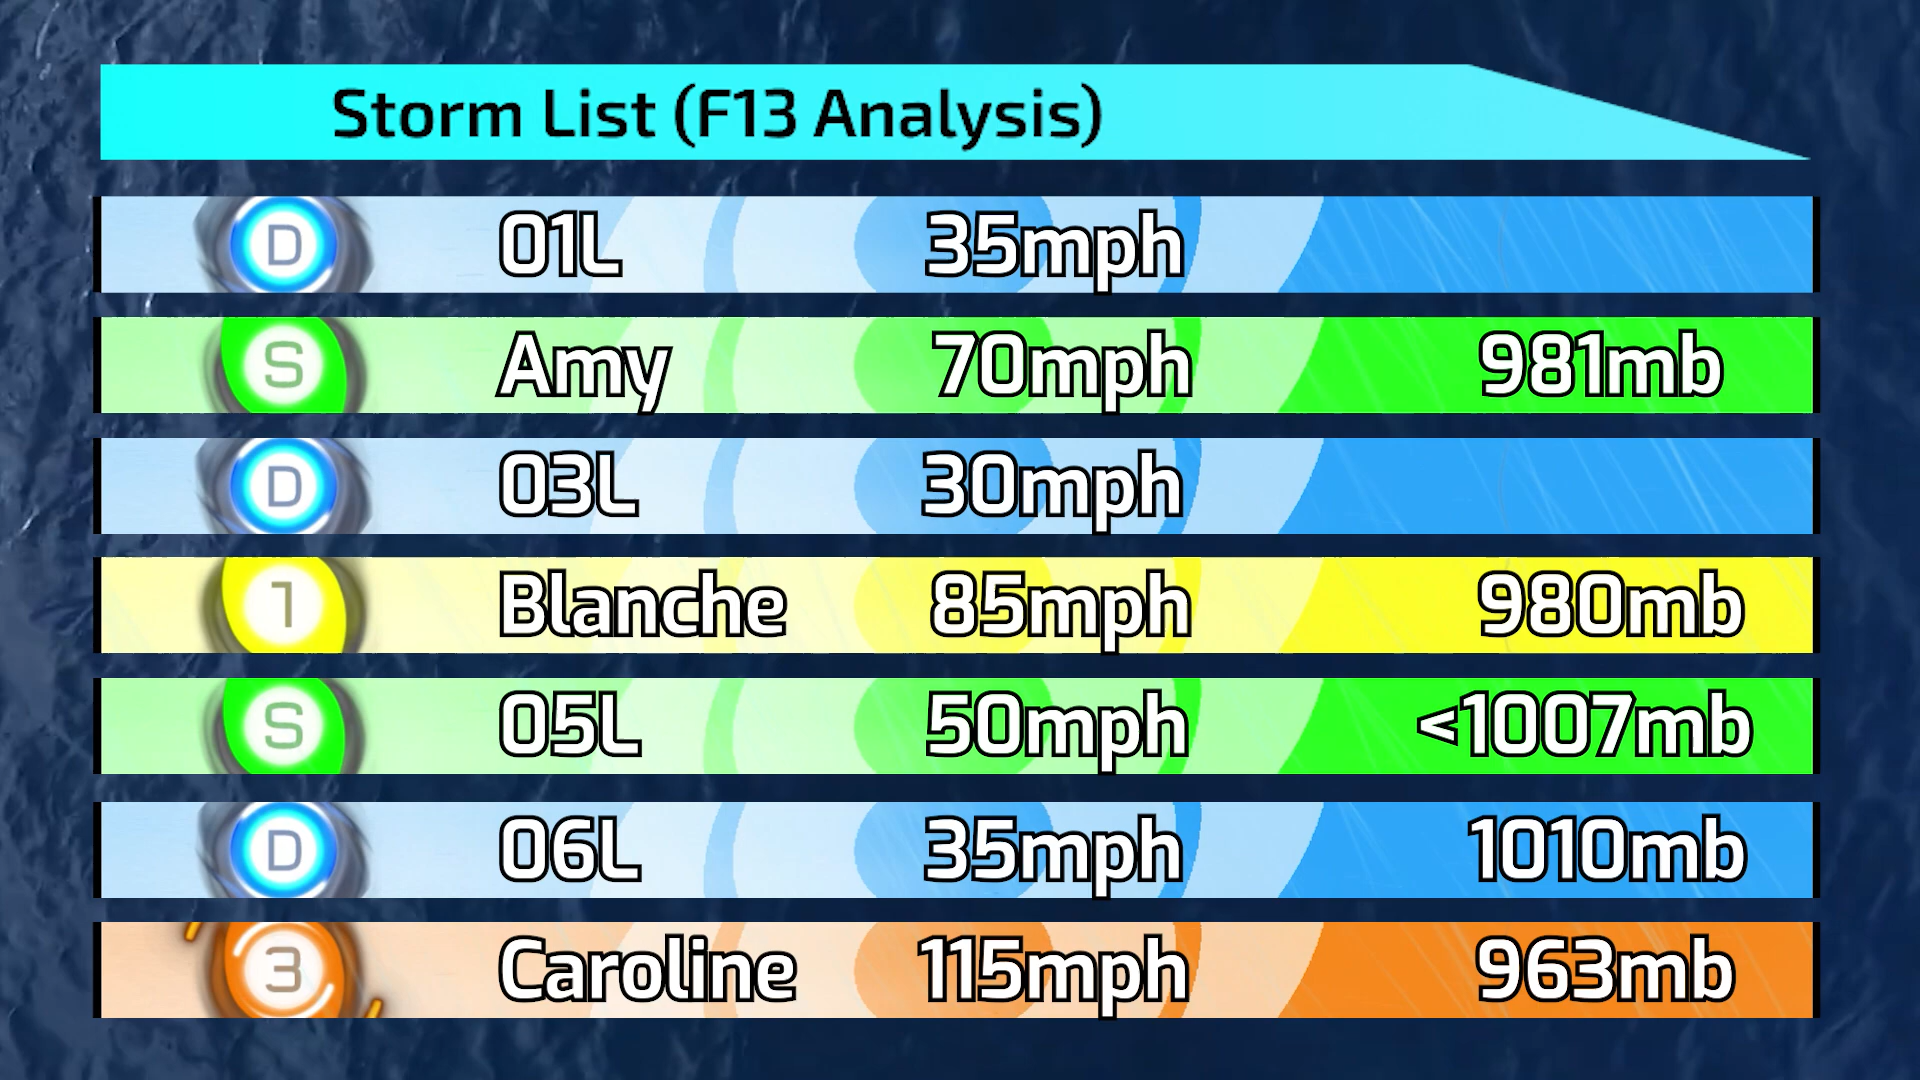 Storm List (F13 Analysis)
D 01L 35mph
S Amy 70mph 981mb
D 03L 30mph
1 Blanche 85mph 980mb
S 05L 50mph <1007mb
D 06L 35mph 1010mb
3 Caroline 115mph 963mb